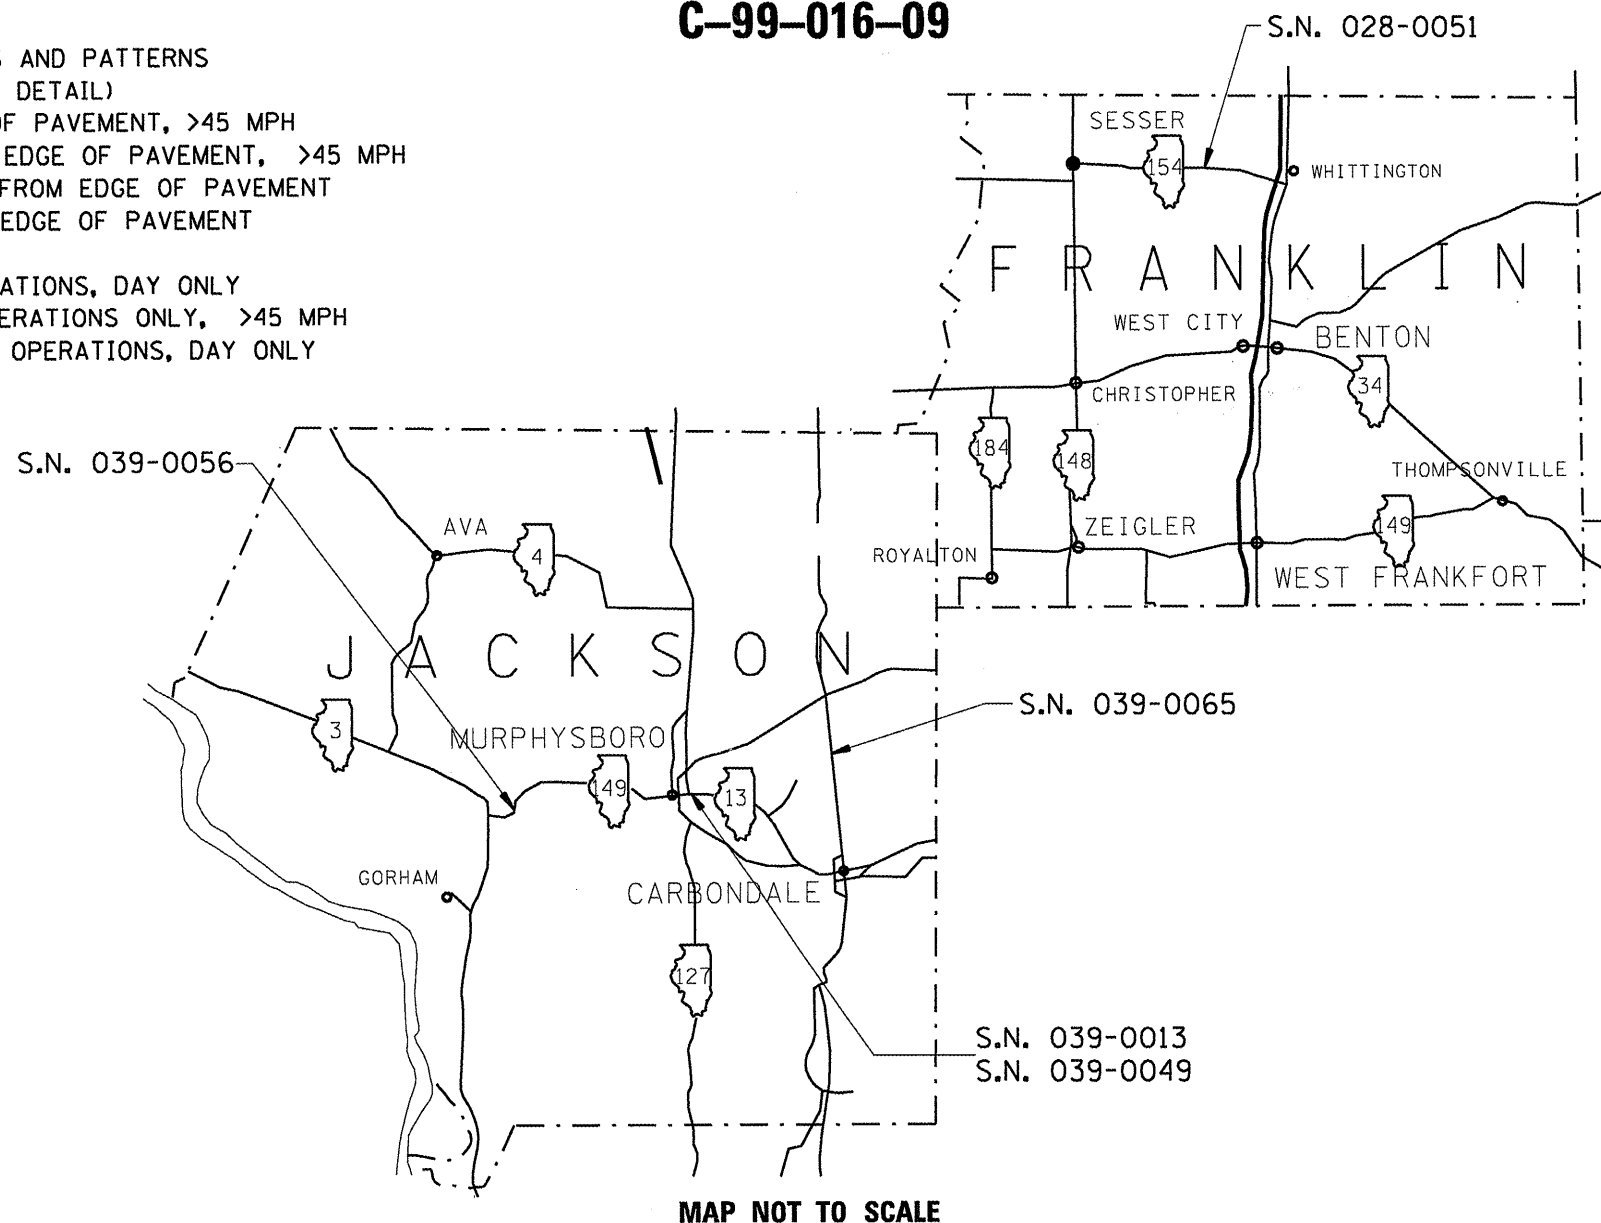 C–99–016–09
S.N. 028-0051
AND PATTERNS
DETAIL)
OF PAVEMENT, >45 MPH
EDGE OF PAVEMENT, >45 MPH
FROM EDGE OF PAVEMENT
EDGE OF PAVEMENT
ATIONS, DAY ONLY
ERATIONS ONLY, >45 MPH
OPERATIONS, DAY ONLY
SESSER
154
WHITTINGTON
FRANKLIN
WEST CITY
BENTON
34
CHRISTOPHER
184
148
THOMPSONVILLE
149
ZEIGLER
ROYALTON
WEST FRANKFORT
S.N. 039-0056
AVA
4
JACKSON
3
S.N. 039-0065
MURPHYSBORO
149
13
GORHAM
CARBONDALE
127
S.N. 039-0013
S.N. 039-0049
MAP NOT TO SCALE